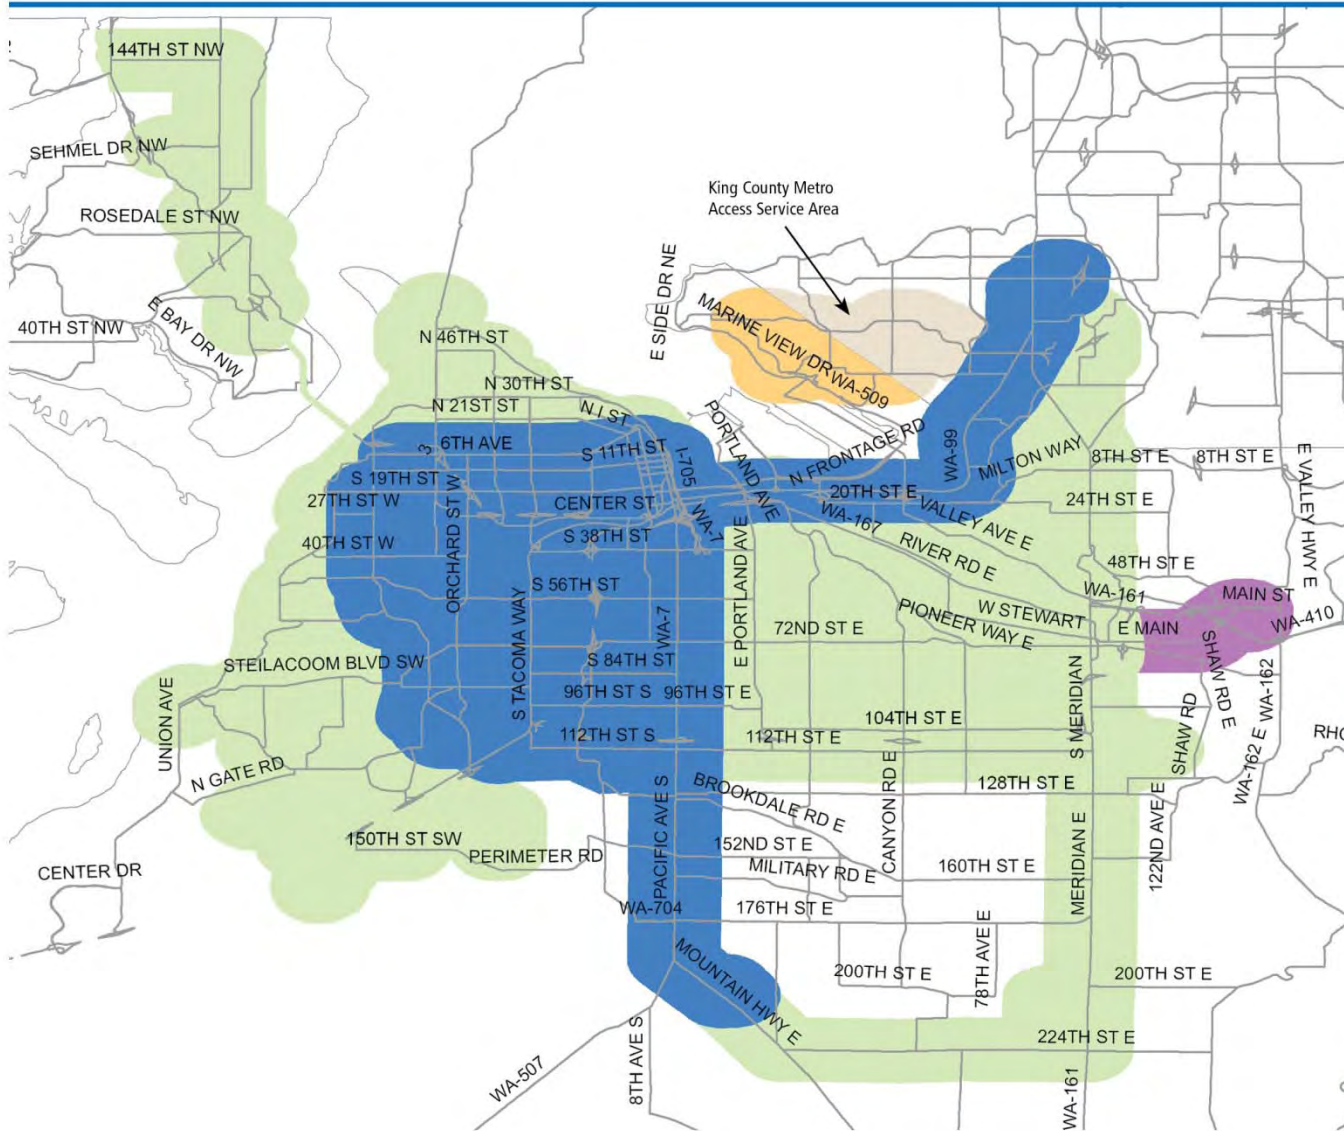 144TH ST NW
SEHMEL DR NW
ROSEDALE ST NW
40TH ST NW
E BAY DR NW
King County Metro
Access Service Area
E SIDE DR NE
MARINE VIEW DR
WA-509
N 46TH ST
N 30TH ST
N 21ST ST
N I ST
6TH AVE
3
S 11TH ST
I-705
PORTLAND AVE
N FRONTAGE RD
WA-99
MILTON WAY
8TH ST E
8TH ST E
E VALLEY HWY E
S 19TH ST
27TH ST W
CENTER ST
20TH ST E
24TH ST E
ORCHARD ST W
WA-7
WA-167
VALLEY AVE E
40TH ST W
S 38TH ST
RIVER RD E
48TH ST E
S 56TH ST
E PORTLAND AVE
WA-161
MAIN ST
W STEWART
PIONEER WAY E
E MAIN
WA-410
S TACOMA WAY
WA-7
72ND ST E
SHAW RD E
STEILACOOM BLVD SW
S 84TH ST
UNION AVE
96TH ST S
96TH ST E
S MERIDIAN
WA-162
104TH ST E
SHAW RD
112TH ST S
112TH ST E
RHO
WA-162 E
N GATE RD
BROOKDALE RD E
128TH ST E
CANYON RD E
PACIFIC AVE S
122ND AVE E
150TH ST SW
PERIMETER RD
152ND ST E
MERIDIAN E
CENTER DR
MILITARY RD E
160TH ST E
WA-704
176TH ST E
78TH AVE E
MOUNTAIN HWY E
200TH ST E
200TH ST E
224TH ST E
WA-507
8TH AVE S
WA-161